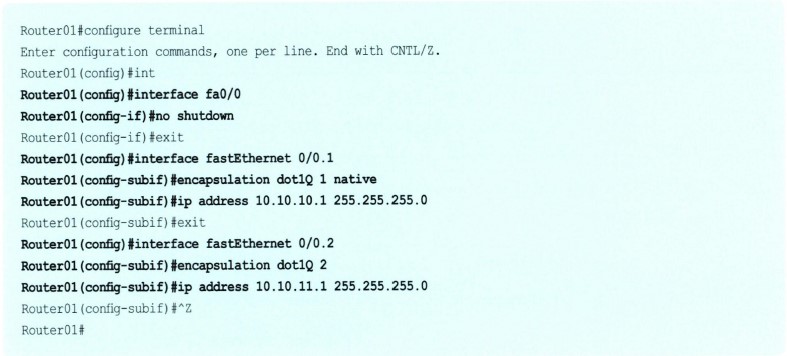 Router01#configure terminal
Enter configuration commands, one per line. End with CNTL/Z.
Router01(config)#int
Router01(config)#interface fa0/0
Router01(config-if)#no shutdown
Router01(config-if)#exit
Router01(config)#interface fastEthernet 0/0.1
Router01(config-subif)#encapsulation dot1Q 1 native
Router01(config-subif)#ip address 10.10.10.1 255.255.255.0
Router01(config-subif)#exit
Router01(config)#interface fastEthernet 0/0.2
Router01(config-subif)#encapsulation dot1Q 2
Router01(config-subif)#ip address 10.10.11.1 255.255.255.0
Router01(config-subif)#^Z
Router01#